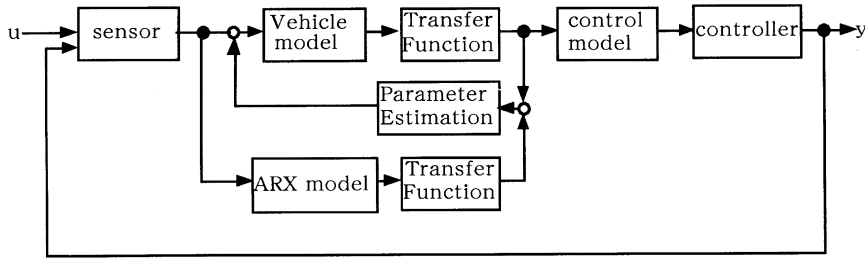 u
sensor
Vehicle
model
Transfer
Function
control
model
controller
y
Parameter
Estimation
ARX model
Transfer
Function